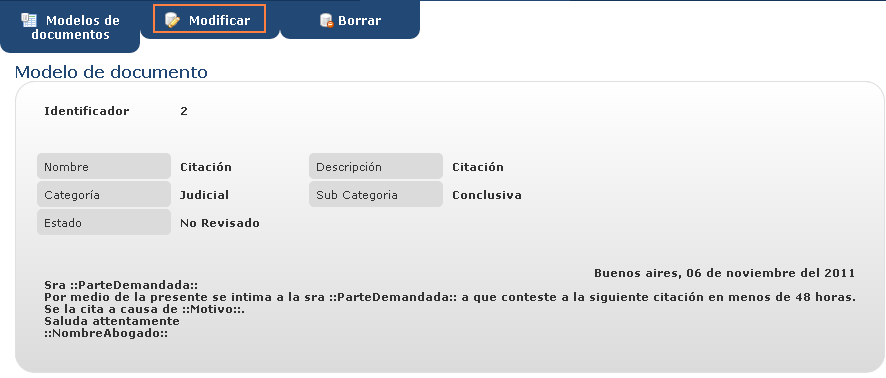 Modelos de
documentos
Modificar
Borrar
Modelo de documento
Identificador 2
Nombre Citación Descripción Citación
Categoría Judicial Sub Categoria Conclusiva
Estado No Revisado
Buenos aires, 06 de noviembre del 2011
Sra ::ParteDemandada::
Por medio de la presente se intima a la sra ::ParteDemandada:: a que conteste a la siguiente citación en menos de 48 horas.
Se la cita a causa de ::Motivo::.
Saluda attentamente
::NombreAbogado::